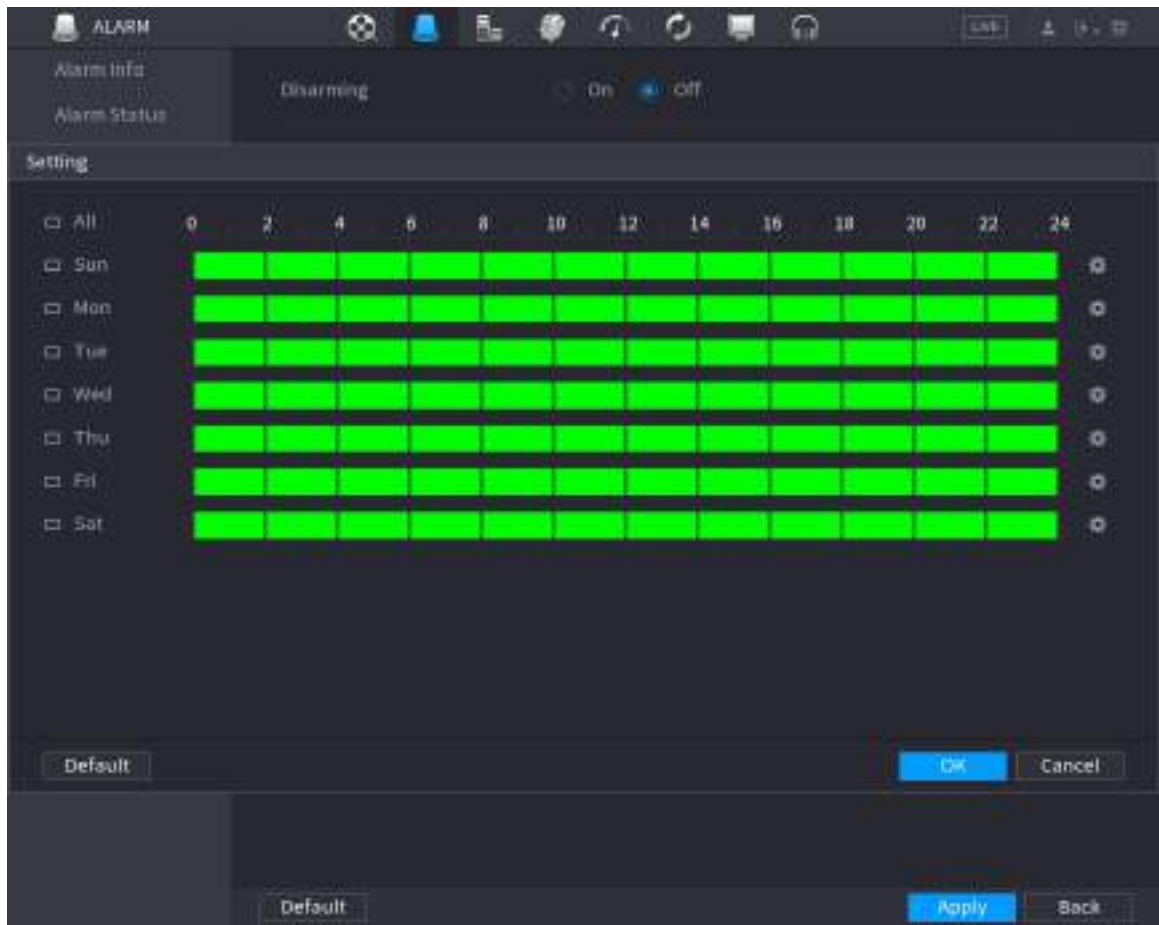 ALARM
LIVE
Alarm Info
Disarming On Off
Alarm Status
Setting
All 0 2 4 6 8 10 12 14 16 18 20 22 24
Sun
Mon
Tue
Wed
Thu
Fri
Sat
Default OK Cancel
Default Apply Back